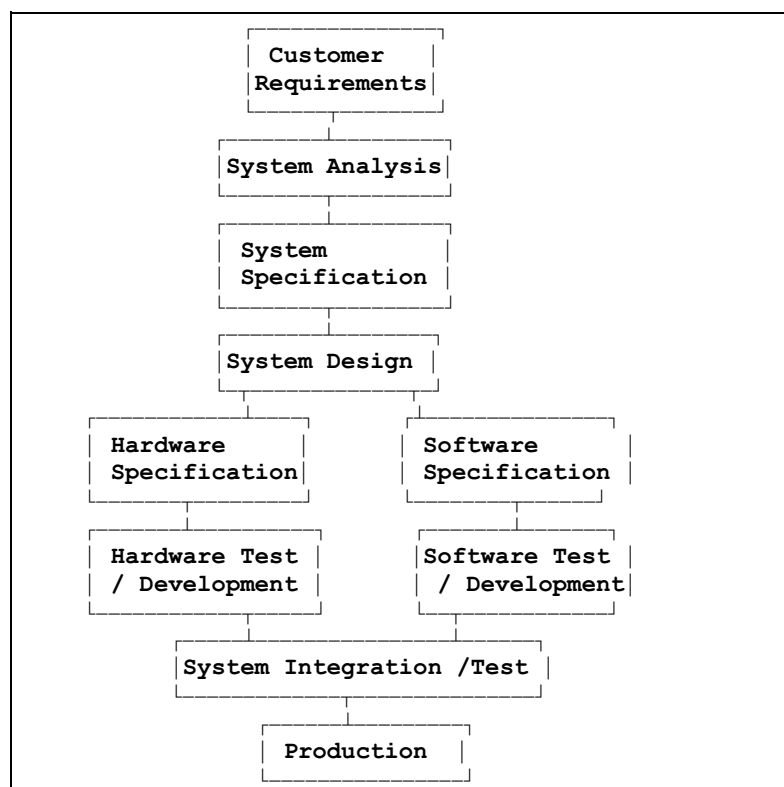 Customer
Requirements
System Analysis
System
Specification
System Design
Hardware
Specification
Software
Specification
Hardware Test
/ Development
Software Test
/ Development
System Integration /Test
Production